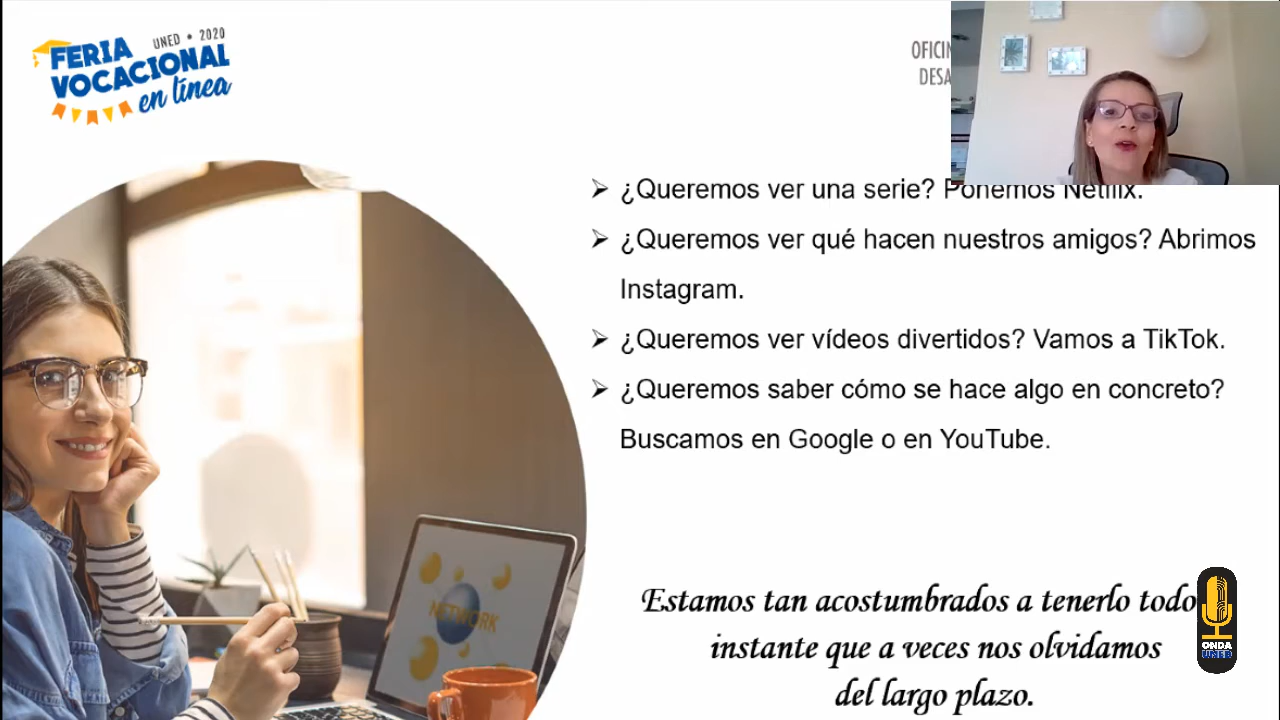 FERIA UNED • 2020
VOCACIONAL
en línea
¿Queremos ver una serie? Ponemos Netflix.
¿Queremos ver qué hacen nuestros amigos? Abrimos
Instagram.
¿Queremos ver vídeos divertidos? Vamos a TikTok.
¿Queremos saber cómo se hace algo en concreto?
Buscamos en Google o en YouTube.
NETWORK
Estamos tan acostumbrados a tenerlo todo
instante que a veces nos olvidamos
del largo plazo.
ONDA
UNED